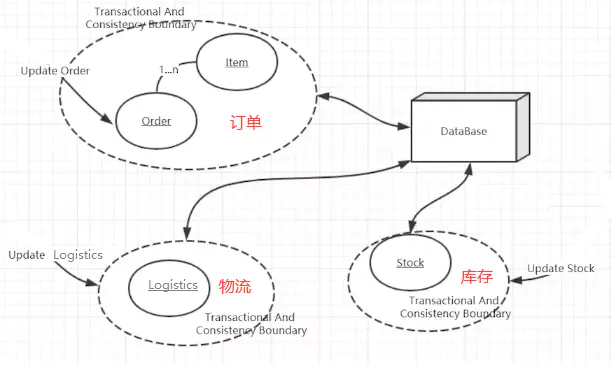 Transactional And
Consistency Boundary
Item
1...n
Update Order
Order
订单
DataBase
Update Logistics
Logistics
物流
Transactional And
Consistency Boundary
Stock
库存
Update Stock
Transactional And
Consistency Boundary